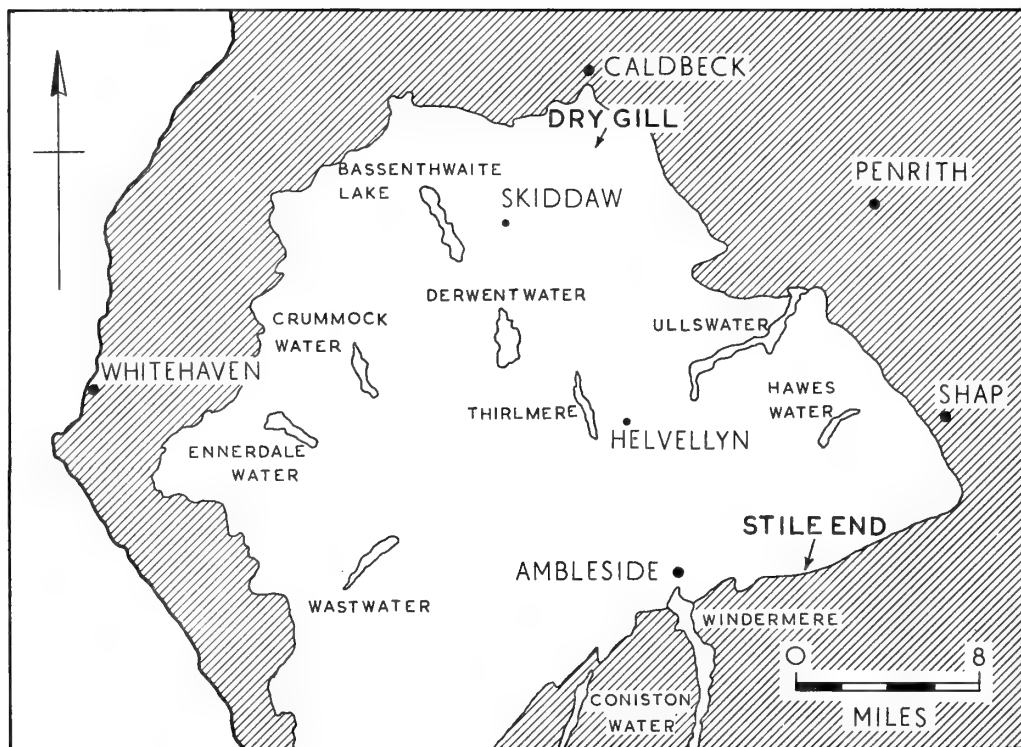 CALDBECK
DRY GILL
BASSENTHWAITE
LAKE
SKIDDAW
PENRITH
DERWENTWATER
CRUMMOCK
WATER
ULLSWATER
WHITEHAVEN
HAWES
WATER
SHAP
THIRLMERE
HELVELLYN
ENNERDALE
WATER
STILE END
AMBLESIDE
WASTWATER
WINDERMERE
O 8
MILES
CONISTON
WATER